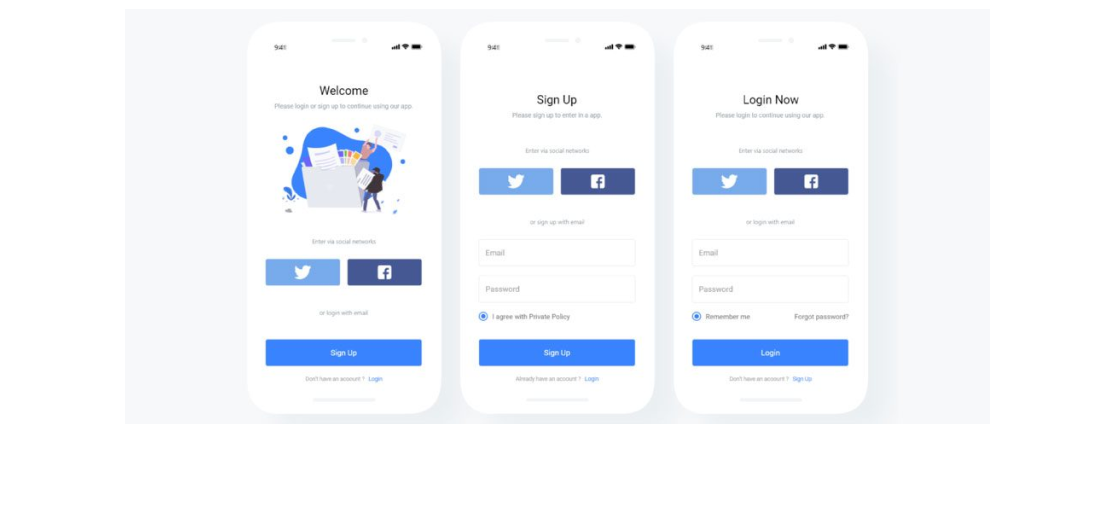 9:41
Welcome
Please login or sign up to continue using our app.
Enter via social networks
or login with email
Sign Up
Don't have an account ? Login
9:41
Sign Up
Please sign up to enter in a app.
Enter via social networks
or sign up with email
Email
Password
I agree with Private Policy
Sign Up
Already have an account ? Login
9:41
Login Now
Please login to continue using our app.
Enter via social networks
or login with email
Email
Password
Remember me Forgot password?
Login
Don't have an account ? Sign Up